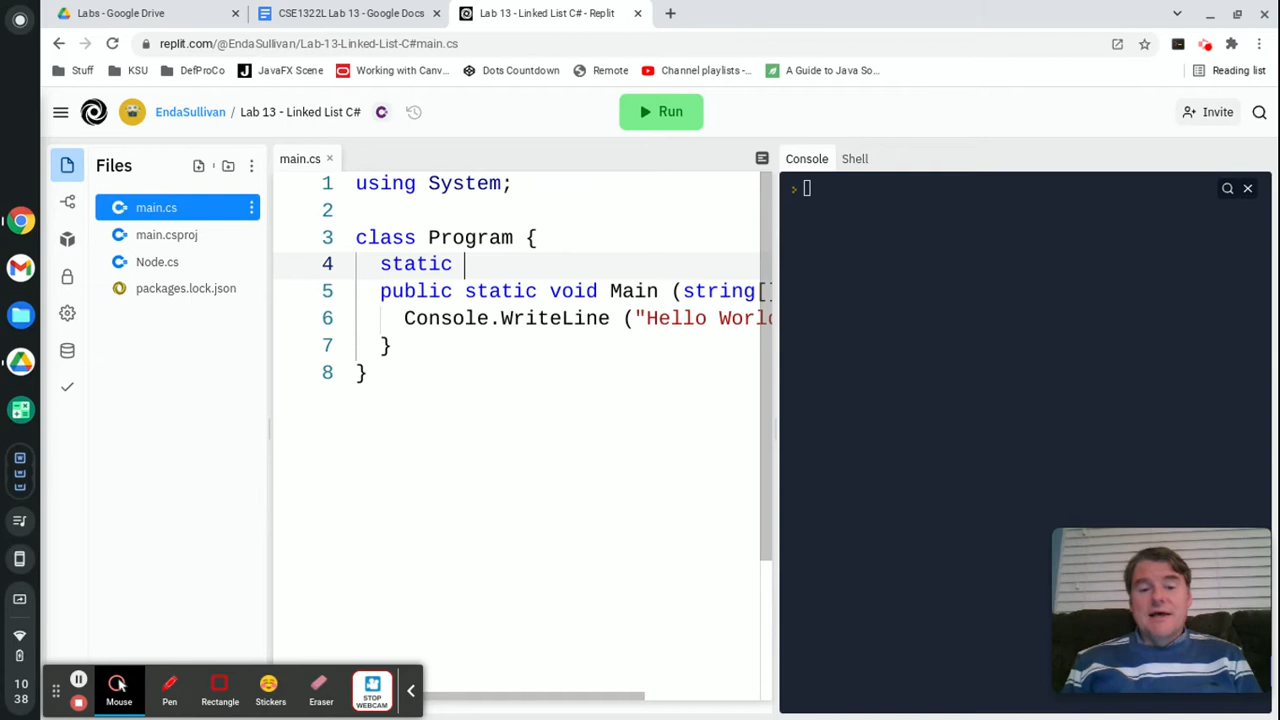 Labs - Google Drive
CSE1322L Lab 13 - Google Docs
Lab 13 - Linked List C# - Replit
replit.com/@EndaSullivan/Lab-13-Linked-List-C#main.cs
Stuff
KSU
DefProCo
JavaFX Scene
Working with Canv...
Dots Countdown
Remote
Channel playlists -...
A Guide to Java So...
Reading list
EndaSullivan / Lab 13 - Linked List C#
Run
Invite
Files
main.cs
Console
Shell
main.cs
main.csproj
Node.cs
packages.lock.json
1 using System;
2
3 class Program {
4 static
5 public static void Main (string[]
6 Console.WriteLine ("Hello Worl
7 }
8 }
10
38
Mouse
Pen
Rectangle
Stickers
Eraser
STOP
WEBCAM